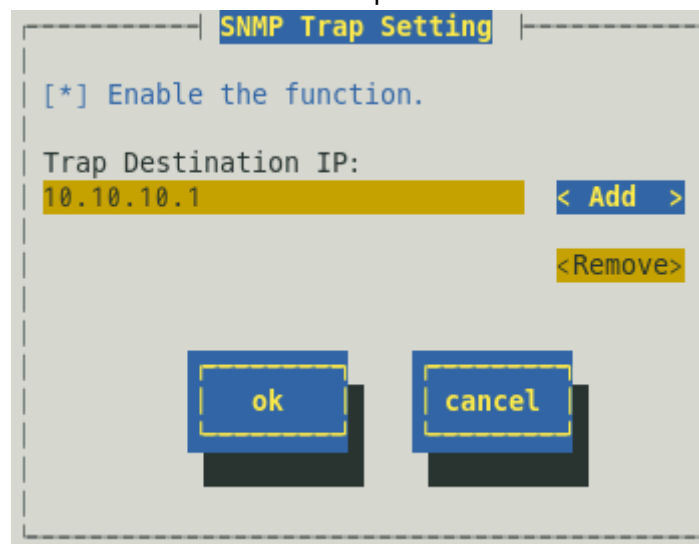 SNMP Trap Setting
[*] Enable the function.
Trap Destination IP:
10.10.10.1 < Add >
<Remove>
ok cancel